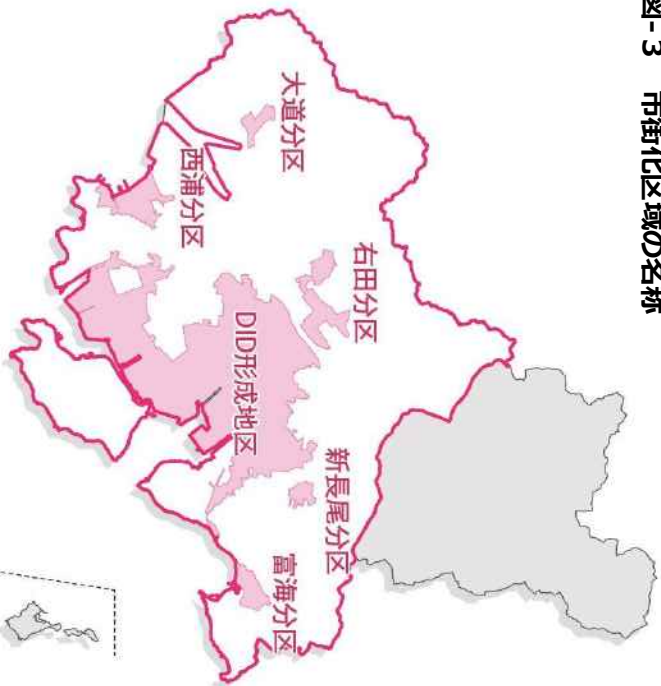 図-3　市街化区域の名称
大道分区
西浦分区
右田分区
DID形成地区
新長尾分区
富海分区